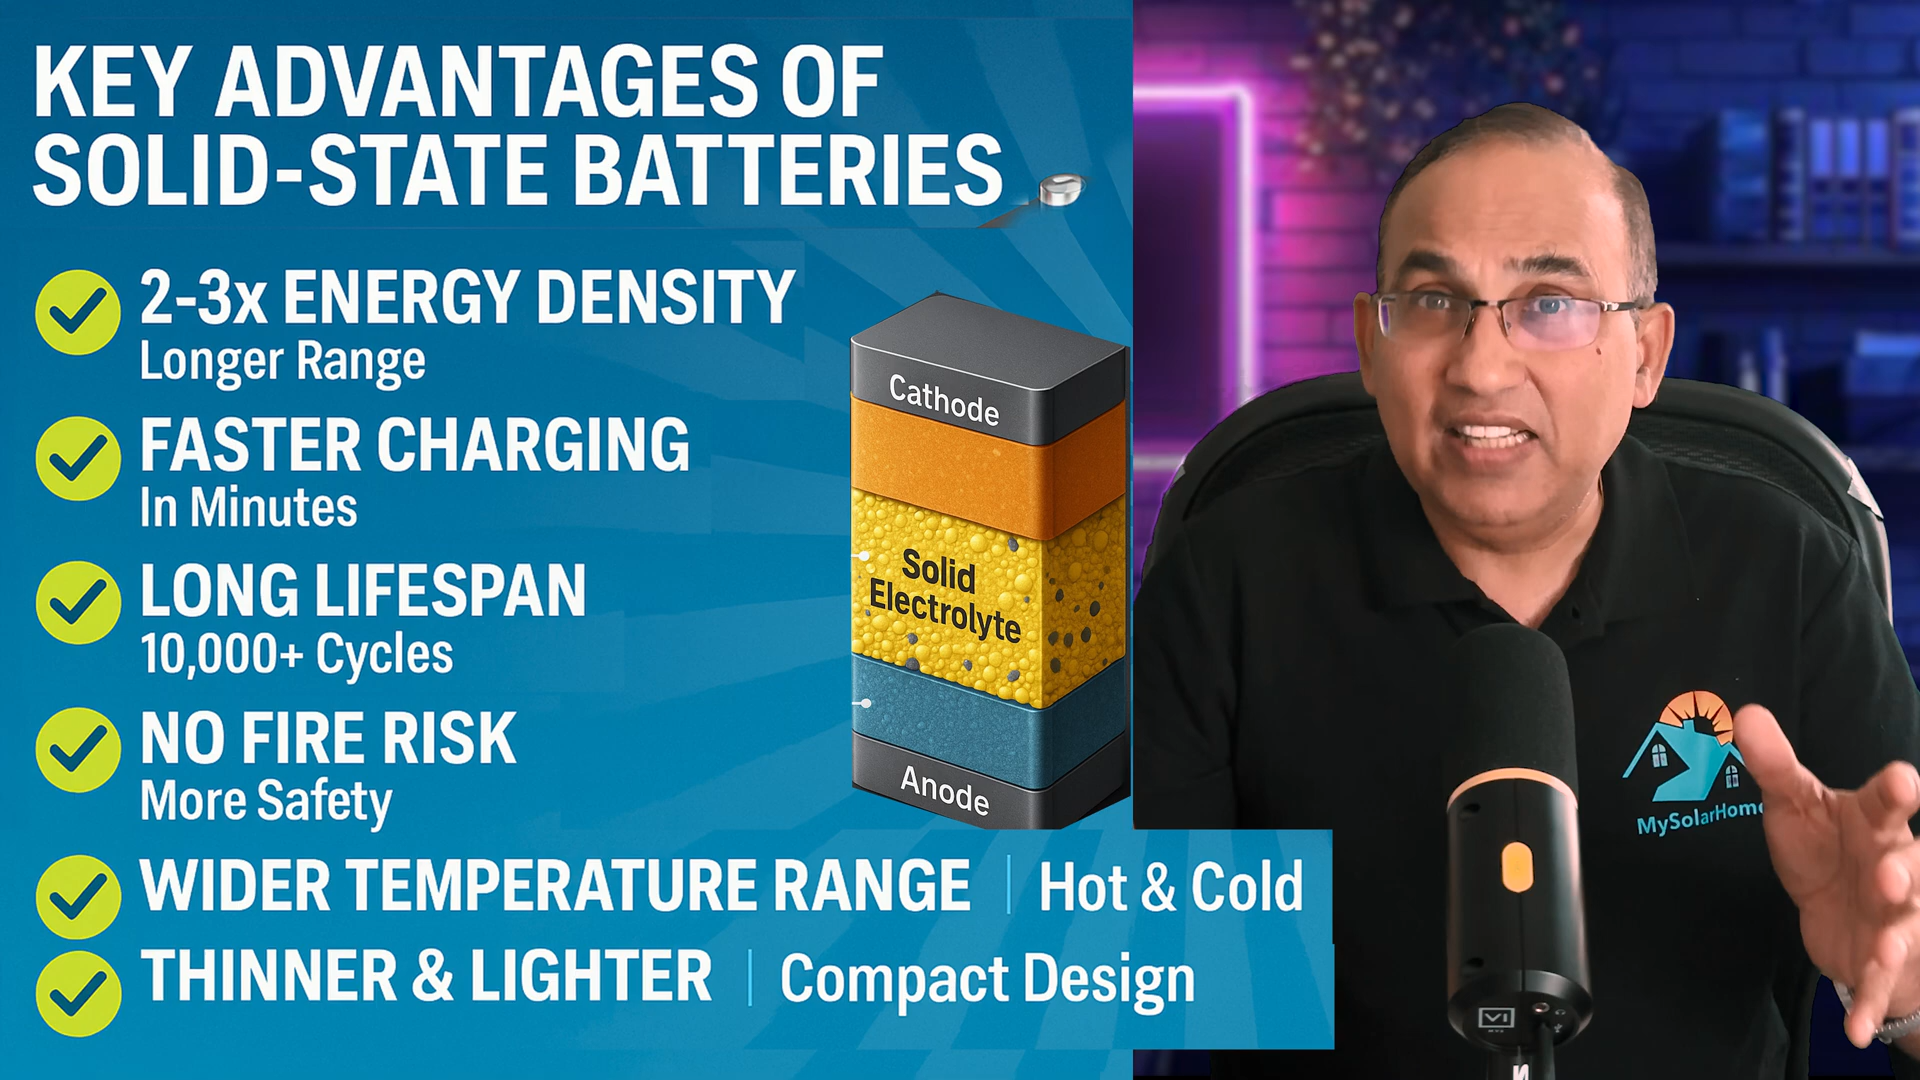 KEY ADVANTAGES OF
SOLID-STATE BATTERIES
2-3x ENERGY DENSITY
Longer Range
FASTER CHARGING
In Minutes
LONG LIFESPAN
10,000+ Cycles
NO FIRE RISK
More Safety
WIDER TEMPERATURE RANGE | Hot & Cold
THINNER & LIGHTER | Compact Design
Cathode
Solid
Electrolyte
Anode
MySolarHome